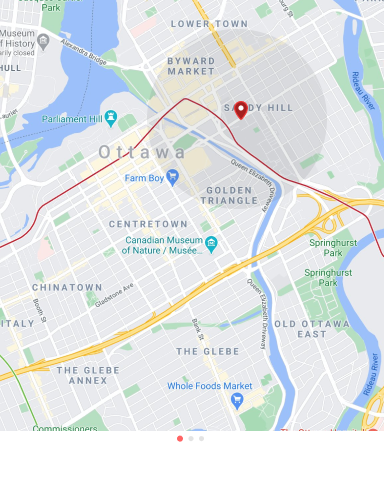 Park
LOWER TOWN
Museum
of History
arily closed
Alexandra Bridge
BYWARD
MARKET
HULL
Rideau River
SANDY HILL
Laurier
Parliament Hill
Ottawa
Farm Boy
Queen Elizabeth Driveway
GOLDEN
TRIANGLE
CENTRETOWN
Canadian Museum
of Nature / Musée...
Springhurst
Park
Springhurst
Park
CHINATOWN
Gladstone Ave
Booth St
Queen Elizabeth Driveway
ITALY
Bank St
OLD OTTAWA
EAST
THE GLEBE
THE GLEBE
ANNEX
Whole Foods Market
Rideau River
Commissioners